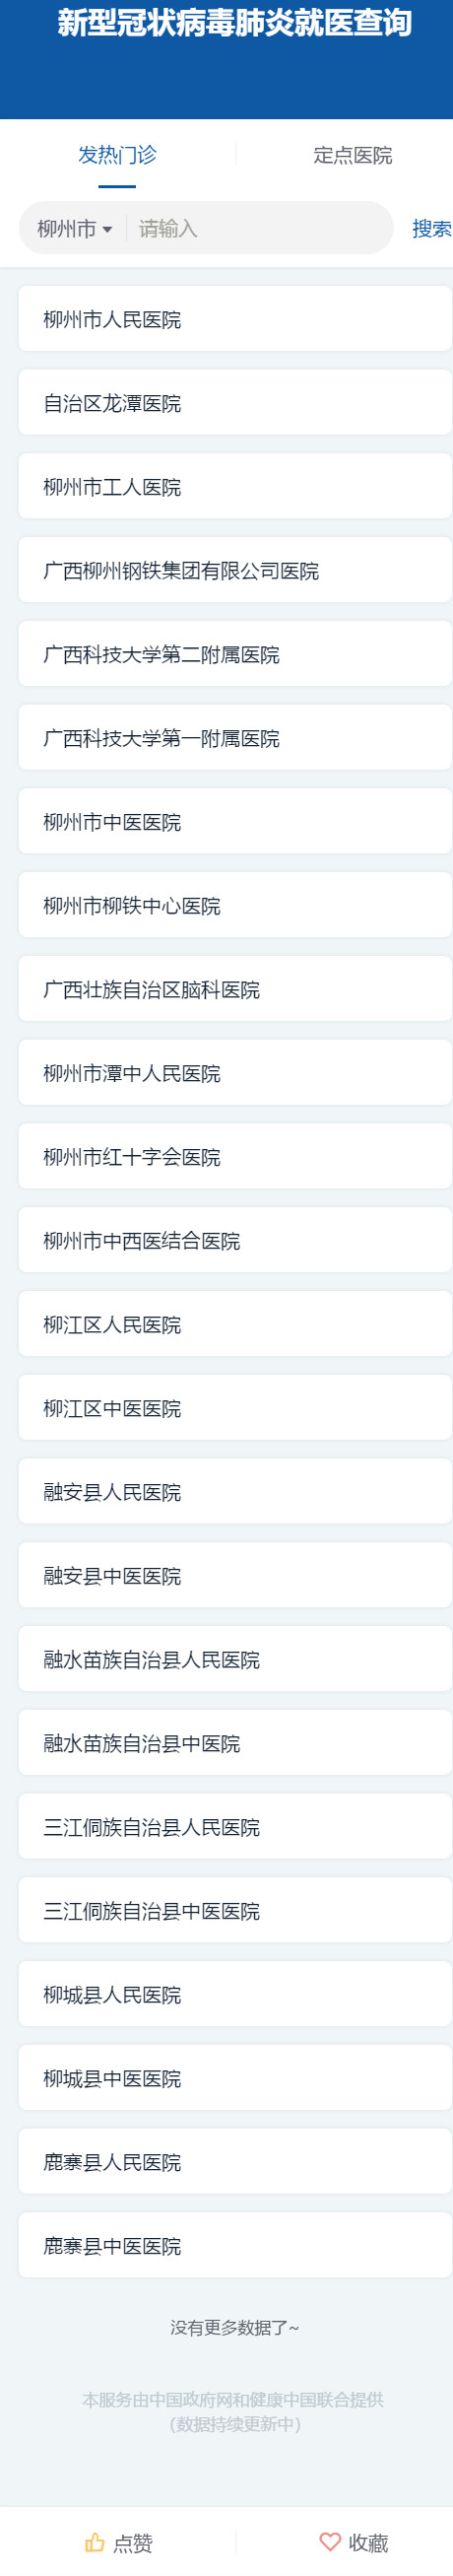 新型冠状病毒肺炎就医查询
发热门诊
定点医院
柳州市
请输入
搜索
柳州市人民医院
自治区龙潭医院
柳州市工人医院
广西柳州钢铁集团有限公司医院
广西科技大学第二附属医院
广西科技大学第一附属医院
柳州市中医医院
柳州市柳铁中心医院
广西壮族自治区脑科医院
柳州市潭中人民医院
柳州市红十字会医院
柳州市中西医结合医院
柳江区人民医院
柳江区中医医院
融安县人民医院
融安县中医医院
融水苗族自治县人民医院
融水苗族自治县中医院
三江侗族自治县人民医院
三江侗族自治县中医医院
柳城县人民医院
柳城县中医医院
鹿寨县人民医院
鹿寨县中医医院
没有更多数据了~
本服务由中国政府网和健康中国联合提供
(数据持续更新中)
点赞
收藏